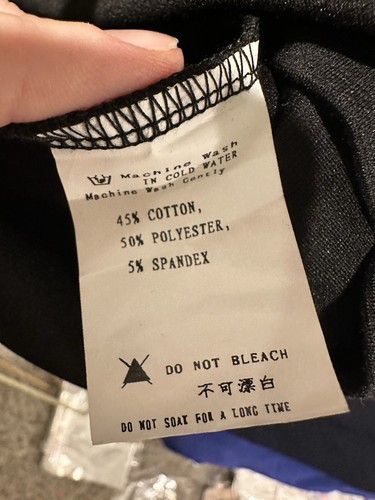 Machine Wash
IN COLD WATER
Machine Wash Gently
45% COTTON,
50% POLYESTER,
5% SPANDEX
DO NOT BLEACH
不可漂白
DO NOT SOAK FOR A LONG TIME